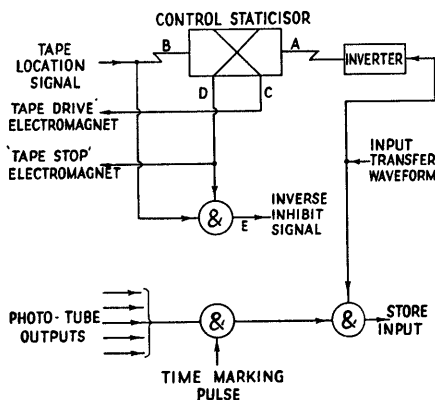 CONTROL STATICISOR
TAPE
LOCATION
SIGNAL
B
A
INVERTER
D
C
'TAPE DRIVE'
ELECTROMAGNET
'TAPE STOP'
ELECTROMAGNET
INPUT
TRANSFER
WAVEFORM
&
E
INVERSE
INHIBIT
SIGNAL
PHOTO-TUBE
OUTPUTS
&
&
STORE
INPUT
TIME MARKING
PULSE